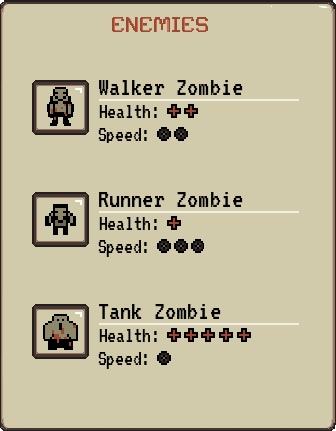 ENEMIES
Walker Zombie
Health:
Speed:
Runner Zombie
Health:
Speed:
Tank Zombie
Health:
Speed: